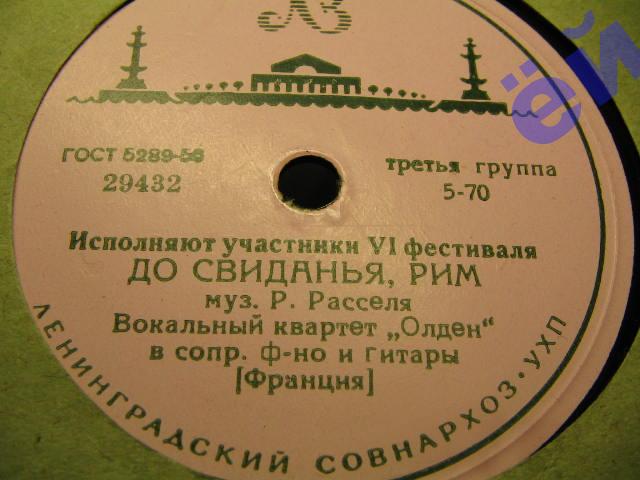 ЛЗ
ГОСТ 5289-56
29432
третья группа
5-70
Исполняют участники VI фестиваля
ДО СВИДАНЬЯ, РИМ
муз. Р. Расселя
Вокальный квартет „Олден“
в сопр. ф-но и гитары
[Франция]
ЛЕНИНГРАДСКИЙ СОВНАРХОЗ·УХП